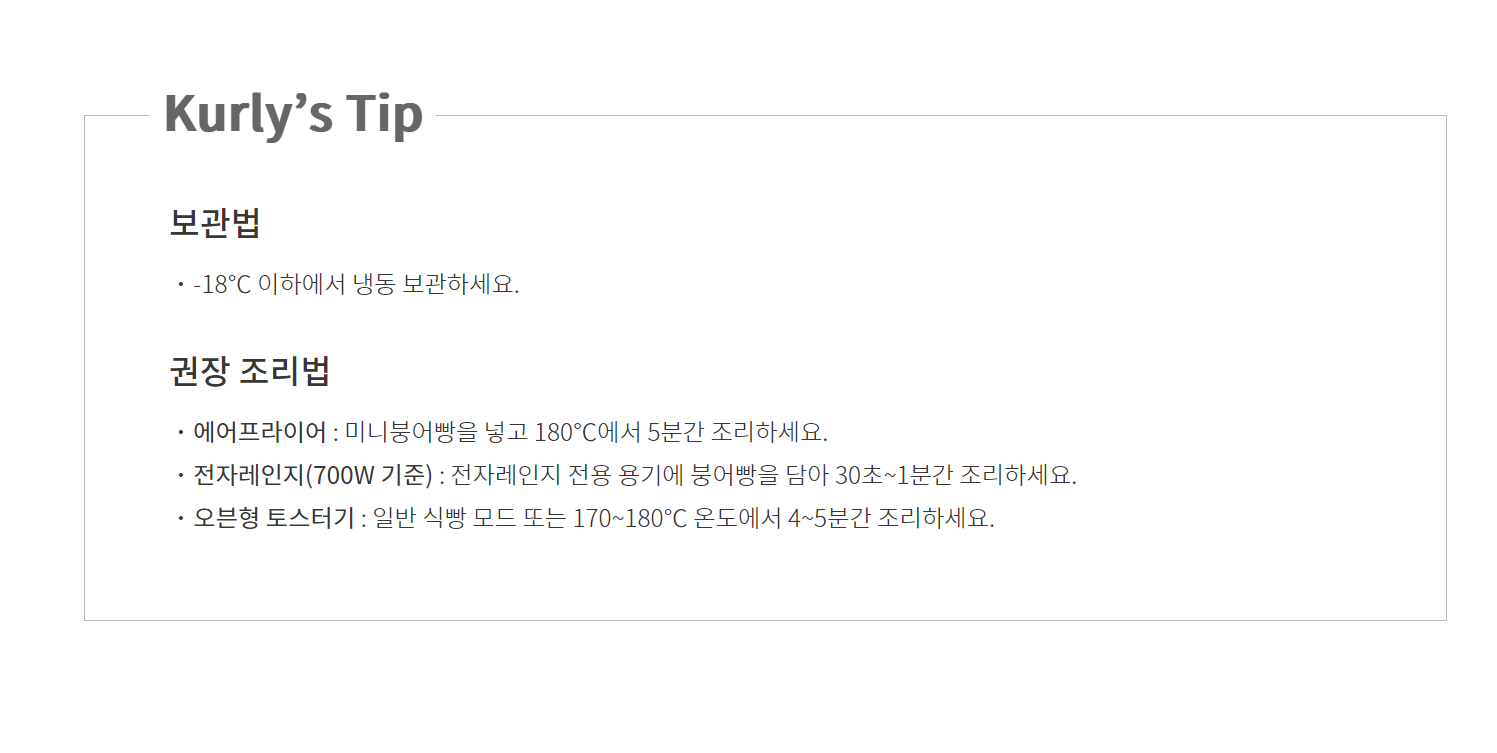 Kurly’s Tip
보관법
・-18℃ 이하에서 냉동 보관하세요.
권장 조리법
・에어프라이어 : 미니붕어빵을 넣고 180℃에서 5분간 조리하세요.
・전자레인지(700W 기준) : 전자레인지 전용 용기에 붕어빵을 담아 30초~1분간 조리하세요.
・오븐형 토스터기 : 일반 식빵 모드 또는 170~180℃ 온도에서 4~5분간 조리하세요.